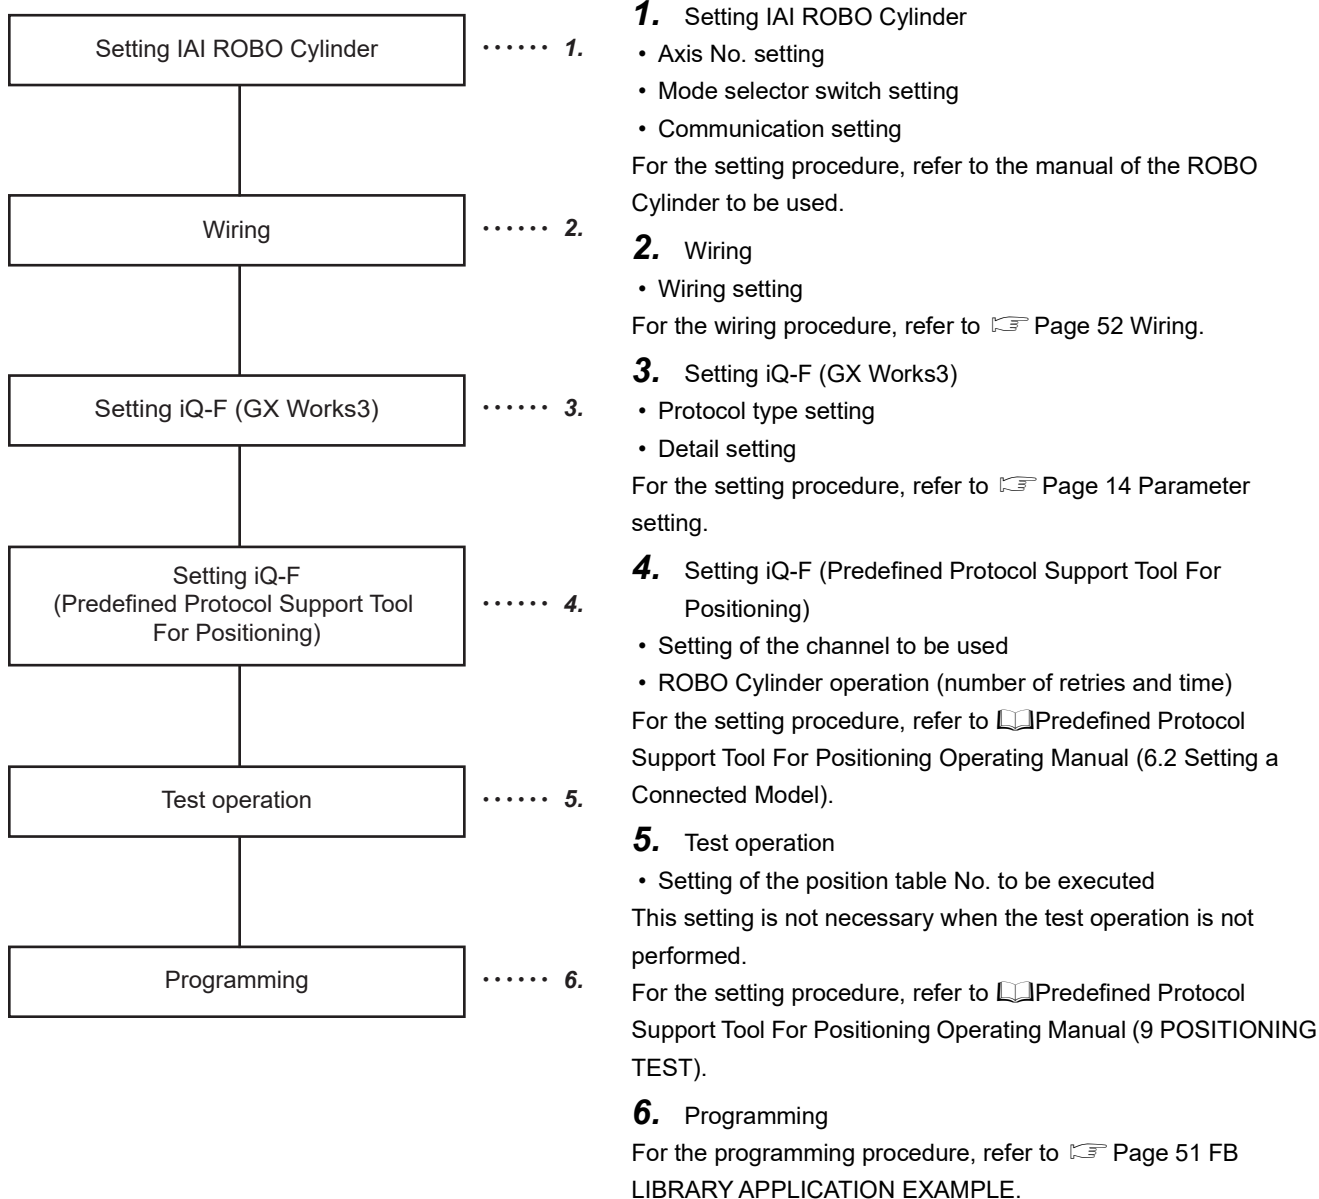 Setting IAI ROBO Cylinder
•••••• 1.
Wiring
•••••• 2.
Setting iQ-F (GX Works3)
•••••• 3.
Setting iQ-F
(Predefined Protocol Support Tool
For Positioning)
•••••• 4.
Test operation
•••••• 5.
Programming
•••••• 6.
1. Setting IAI ROBO Cylinder
• Axis No. setting
• Mode selector switch setting
• Communication setting
For the setting procedure, refer to the manual of the ROBO
Cylinder to be used.
2. Wiring
• Wiring setting
For the wiring procedure, refer to ☞ Page 52 Wiring.
3. Setting iQ-F (GX Works3)
• Protocol type setting
• Detail setting
For the setting procedure, refer to ☞ Page 14 Parameter
setting.
4. Setting iQ-F (Predefined Protocol Support Tool For
Positioning)
• Setting of the channel to be used
• ROBO Cylinder operation (number of retries and time)
For the setting procedure, refer to 📖Predefined Protocol
Support Tool For Positioning Operating Manual (6.2 Setting a
Connected Model).
5. Test operation
• Setting of the position table No. to be executed
This setting is not necessary when the test operation is not
performed.
For the setting procedure, refer to 📖Predefined Protocol
Support Tool For Positioning Operating Manual (9 POSITIONING
TEST).
6. Programming
For the programming procedure, refer to ☞ Page 51 FB
LIBRARY APPLICATION EXAMPLE.